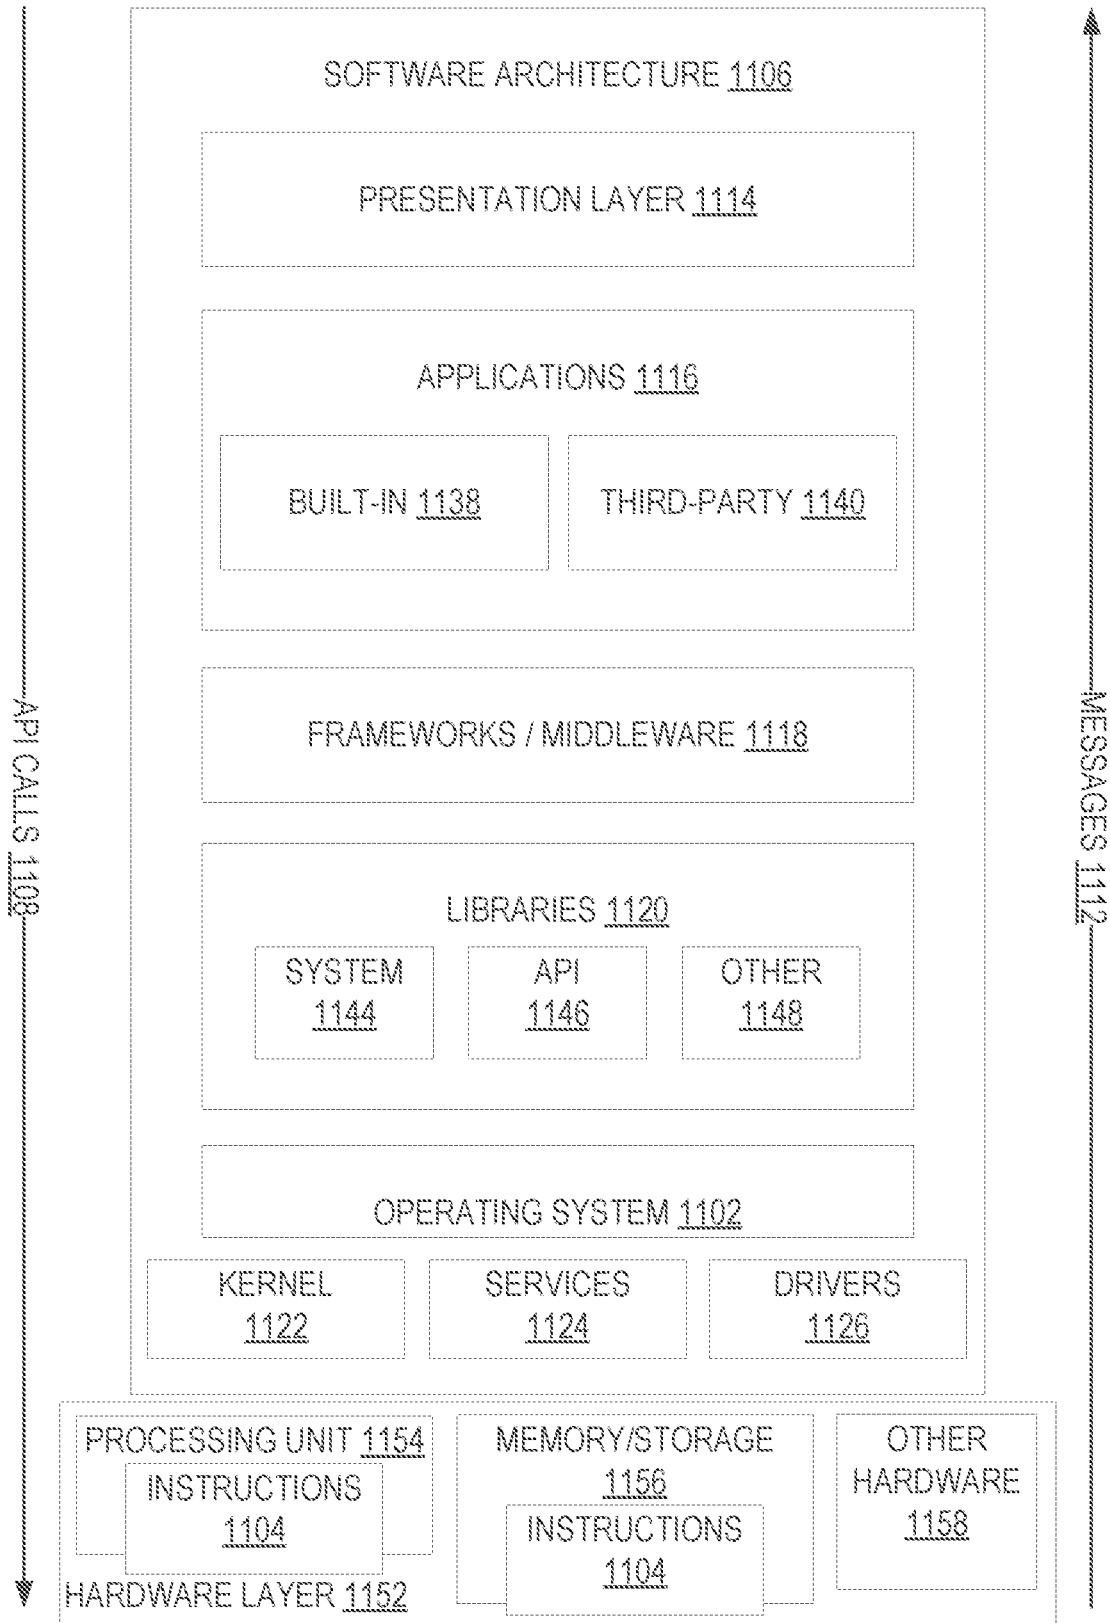 SOFTWARE ARCHITECTURE 1106
PRESENTATION LAYER 1114
APPLICATIONS 1116
BUILT-IN 1138
THIRD-PARTY 1140
FRAMEWORKS / MIDDLEWARE 1118
LIBRARIES 1120
SYSTEM
1144
API
1146
OTHER
1148
OPERATING SYSTEM 1102
KERNEL
1122
SERVICES
1124
DRIVERS
1126
PROCESSING UNIT 1154
INSTRUCTIONS
1104
MEMORY/STORAGE
1156
INSTRUCTIONS
1104
OTHER
HARDWARE
1158
HARDWARE LAYER 1152
API CALLS 1108
MESSAGES 1112